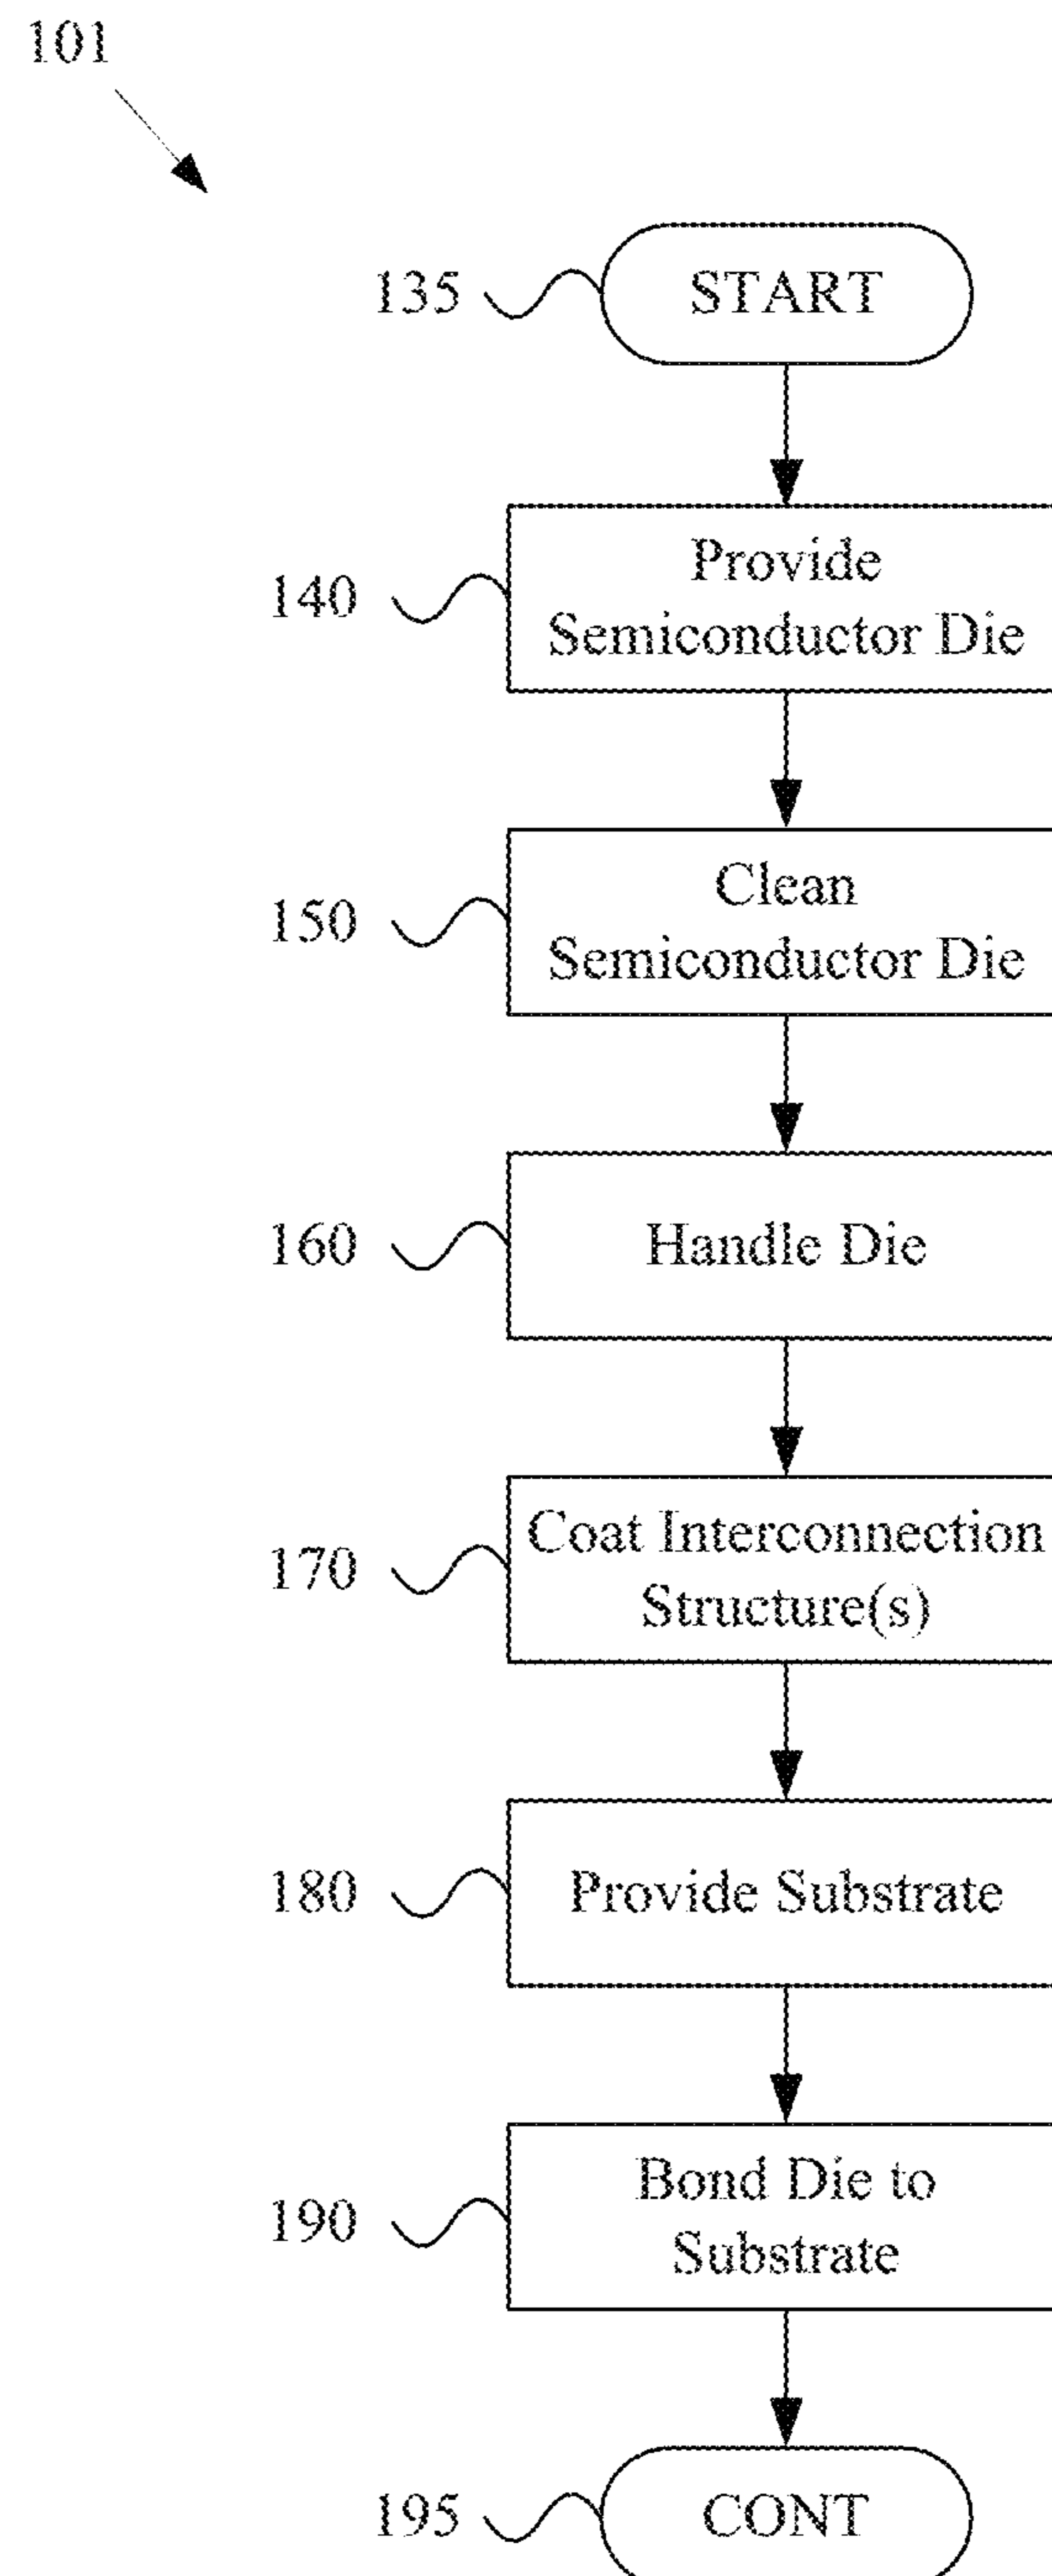 101
135 START
140 Provide
Semiconductor Die
150 Clean
Semiconductor Die
160 Handle Die
170 Coat Interconnection
Structure(s)
180 Provide Substrate
190 Bond Die to
Substrate
195 CONT